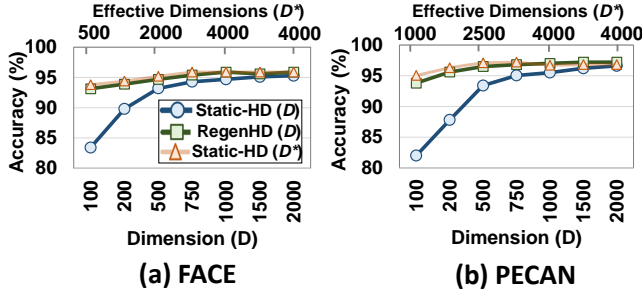 Effective Dimensions (D*)
500 2000 4000 4000
Accuracy (%)
100
95
90
85
80
Static-HD (D)
RegenHD (D)
Static-HD (D*)
100 200 500 750 1000 1500 2000
Dimension (D)
(a) FACE
Effective Dimensions (D*)
1000 2500 4000 4000
Accuracy (%)
100
95
90
85
80
100 200 500 750 1000 1500 2000
Dimension (D)
(b) PECAN